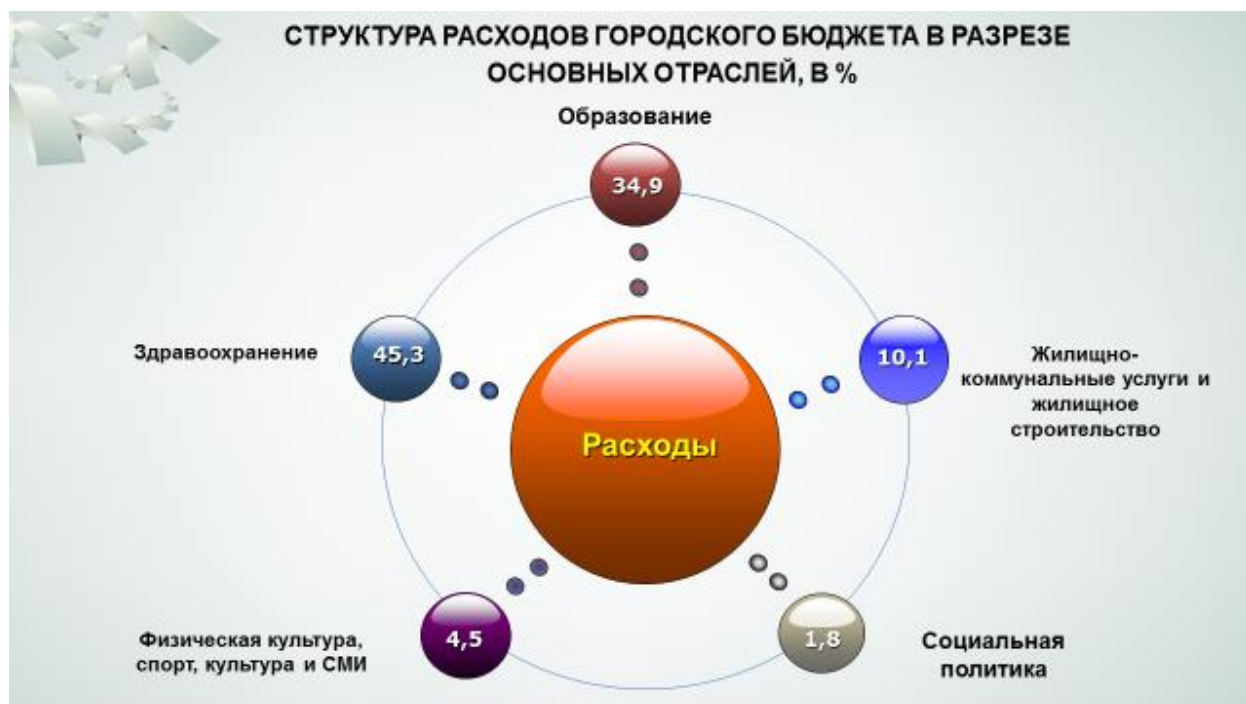 СТРУКТУРА РАСХОДОВ ГОРОДСКОГО БЮДЖЕТА В РАЗРЕЗЕ
ОСНОВНЫХ ОТРАСЛЕЙ, В %
Образование
34,9
Здравоохранение
45,3
10,1
Жилищно-
коммунальные услуги и
жилищное
строительство
Расходы
Физическая культура,
спорт, культура и СМИ
4,5
1,8
Социальная
политика